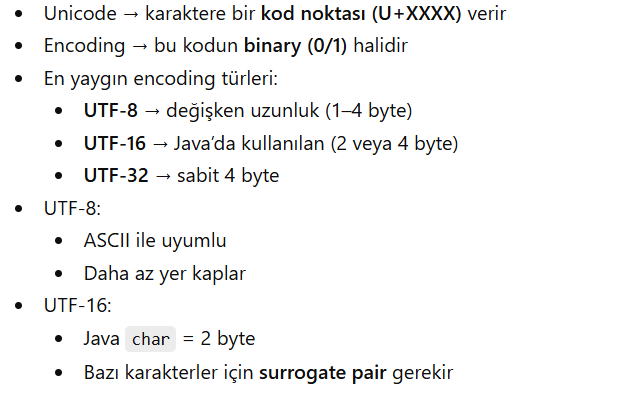 Unicode → karaktere bir kod noktası (U+XXXX) verir
Encoding → bu kodun binary (0/1) halidir
En yaygın encoding türleri:
UTF-8 → değişken uzunluk (1–4 byte)
UTF-16 → Java’da kullanılan (2 veya 4 byte)
UTF-32 → sabit 4 byte
UTF-8:
ASCII ile uyumlu
Daha az yer kaplar
UTF-16:
Java char = 2 byte
Bazı karakterler için surrogate pair gerekir